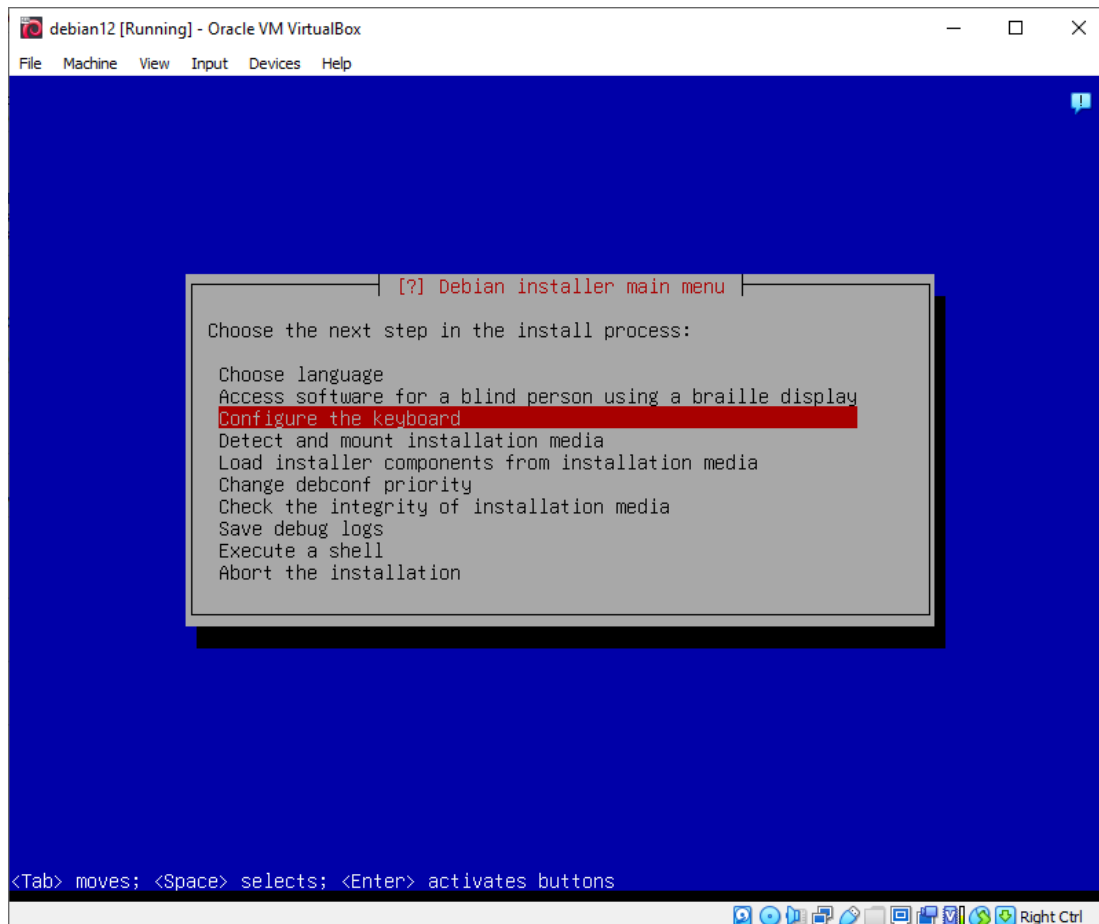 debian12 [Running] - Oracle VM VirtualBox
File Machine View Input Devices Help
[?] Debian installer main menu
Choose the next step in the install process:
Choose language
Access software for a blind person using a braille display
Configure the keyboard
Detect and mount installation media
Load installer components from installation media
Change debconf priority
Check the integrity of installation media
Save debug logs
Execute a shell
Abort the installation
<Tab> moves; <Space> selects; <Enter> activates buttons
Right Ctrl